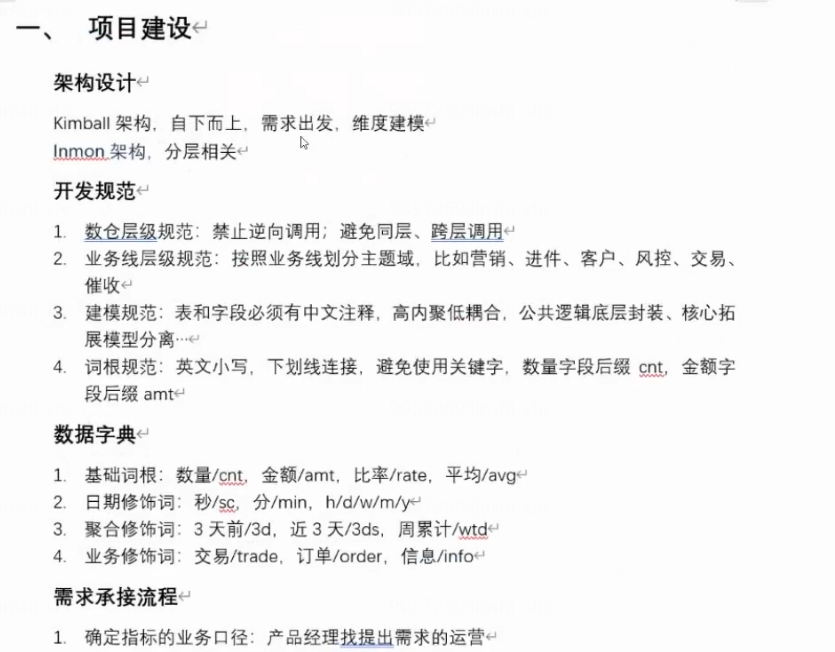 一、 项目建设
架构设计
Kimball 架构，自下而上，需求出发，维度建模
Inmon 架构，分层相关
开发规范
1. 数仓层级规范：禁止逆向调用；避免同层、跨层调用
2. 业务线层级规范：按照业务线划分主题域，比如营销、进件、客户、风控、交易、
催收
3. 建模规范：表和字段必须有中文注释，高内聚低耦合，公共逻辑底层封装、核心拓
展模型分离…
4. 词根规范：英文小写，下划线连接，避免使用关键字，数量字段后缀 cnt，金额字
段后缀 amt
数据字典
1. 基础词根：数量/cnt，金额/amt，比率/rate，平均/avg
2. 日期修饰词：秒/sc，分/min，h/d/w/m/y
3. 聚合修饰词：3 天前/3d，近 3 天/3ds，周累计/wtd
4. 业务修饰词：交易/trade，订单/order，信息/info
需求承接流程
1. 确定指标的业务口径：产品经理找提出需求的运营